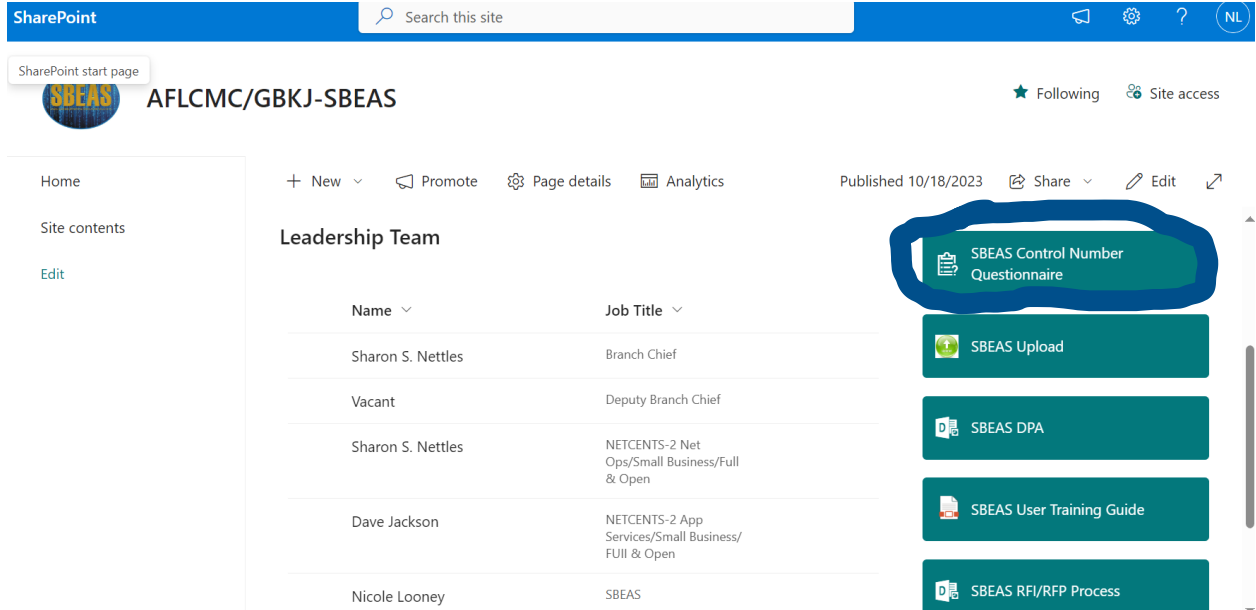 SharePoint
Search this site
NL
SharePoint start page
SBEAS
AFLCMC/GBKJ-SBEAS
Following
Site access
Home
Site contents
Edit
New
Promote
Page details
Analytics
Published 10/18/2023
Share
Edit
Leadership Team
Name
Job Title
Sharon S. Nettles
Branch Chief
Vacant
Deputy Branch Chief
Sharon S. Nettles
NETCENTS-2 Net
Ops/Small Business/Full
& Open
Dave Jackson
NETCENTS-2 App
Services/Small Business/
FUll & Open
Nicole Looney
SBEAS
SBEAS Control Number
Questionnaire
SBEAS Upload
SBEAS DPA
SBEAS User Training Guide
SBEAS RFI/RFP Process